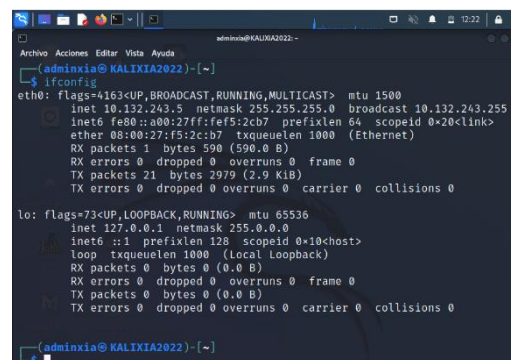 12:22
adminxia@KALIXIA2022: ~
Archivo Acciones Editar Vista Ayuda
(adminxia㉿KALIXIA2022)-[~]
$ ifconfig
eth0: flags=4163<UP,BROADCAST,RUNNING,MULTICAST> mtu 1500
inet 10.132.243.5 netmask 255.255.255.0 broadcast 10.132.243.255
inet6 fe80::a00:27ff:fef5:2cb7 prefixlen 64 scopeid 0×20<link>
ether 08:00:27:f5:2c:b7 txqueuelen 1000 (Ethernet)
RX packets 1 bytes 590 (590.0 B)
RX errors 0 dropped 0 overruns 0 frame 0
TX packets 21 bytes 2979 (2.9 KiB)
TX errors 0 dropped 0 overruns 0 carrier 0 collisions 0
lo: flags=73<UP,LOOPBACK,RUNNING> mtu 65536
inet 127.0.0.1 netmask 255.0.0.0
inet6 ::1 prefixlen 128 scopeid 0×10<host>
loop txqueuelen 1000 (Local Loopback)
RX packets 0 bytes 0 (0.0 B)
RX errors 0 dropped 0 overruns 0 frame 0
TX packets 0 bytes 0 (0.0 B)
TX errors 0 dropped 0 overruns 0 carrier 0 collisions 0
(adminxia㉿KALIXIA2022)-[~]
$